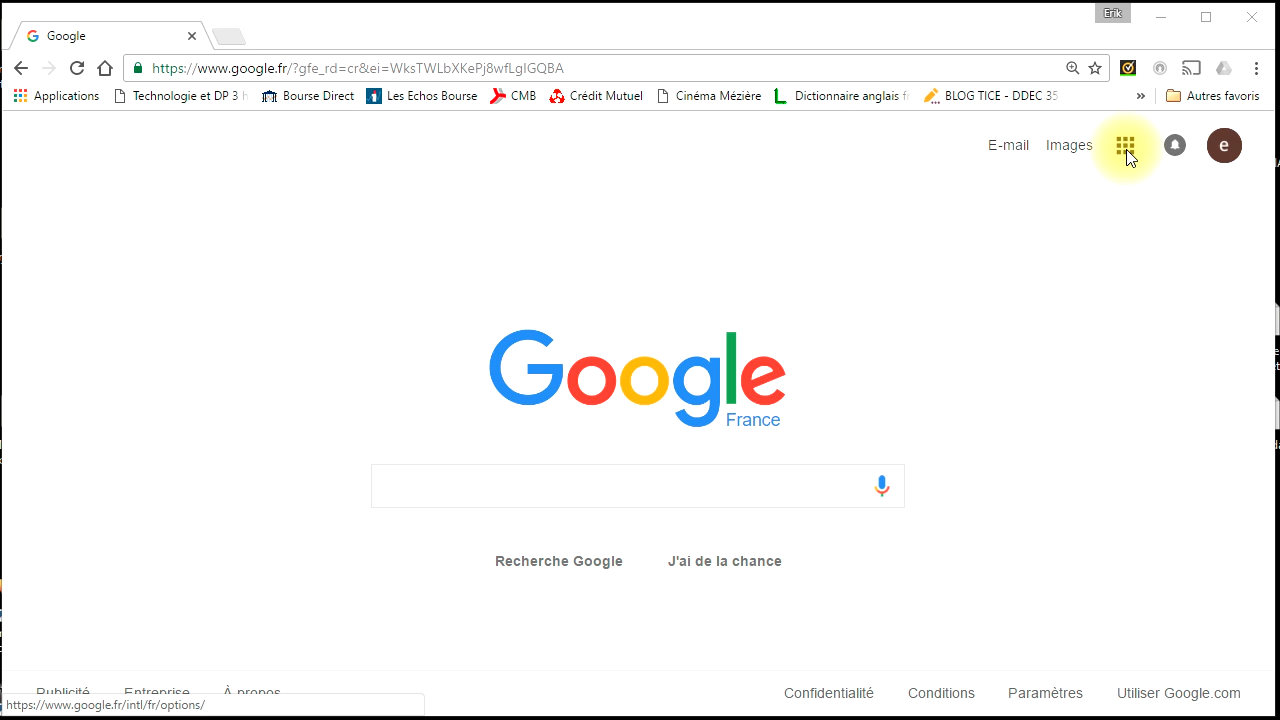 Erik
Google
https://www.google.fr/?gfe_rd=cr&ei=WksTWLbXKePj8wfLgIGQBA
Applications Technologie et DP 3 Bourse Direct Les Echos Bourse CMB Crédit Mutuel Cinéma Mézière Dictionnaire anglais BLOG TICE - DDEC 35 » Autres favoris
E-mail Images e
Google
France
Recherche Google J'ai de la chance
Publicité Entreprise À propos Confidentialité Conditions Paramètres Utiliser Google.com
https://www.google.fr/intl/fr/options/